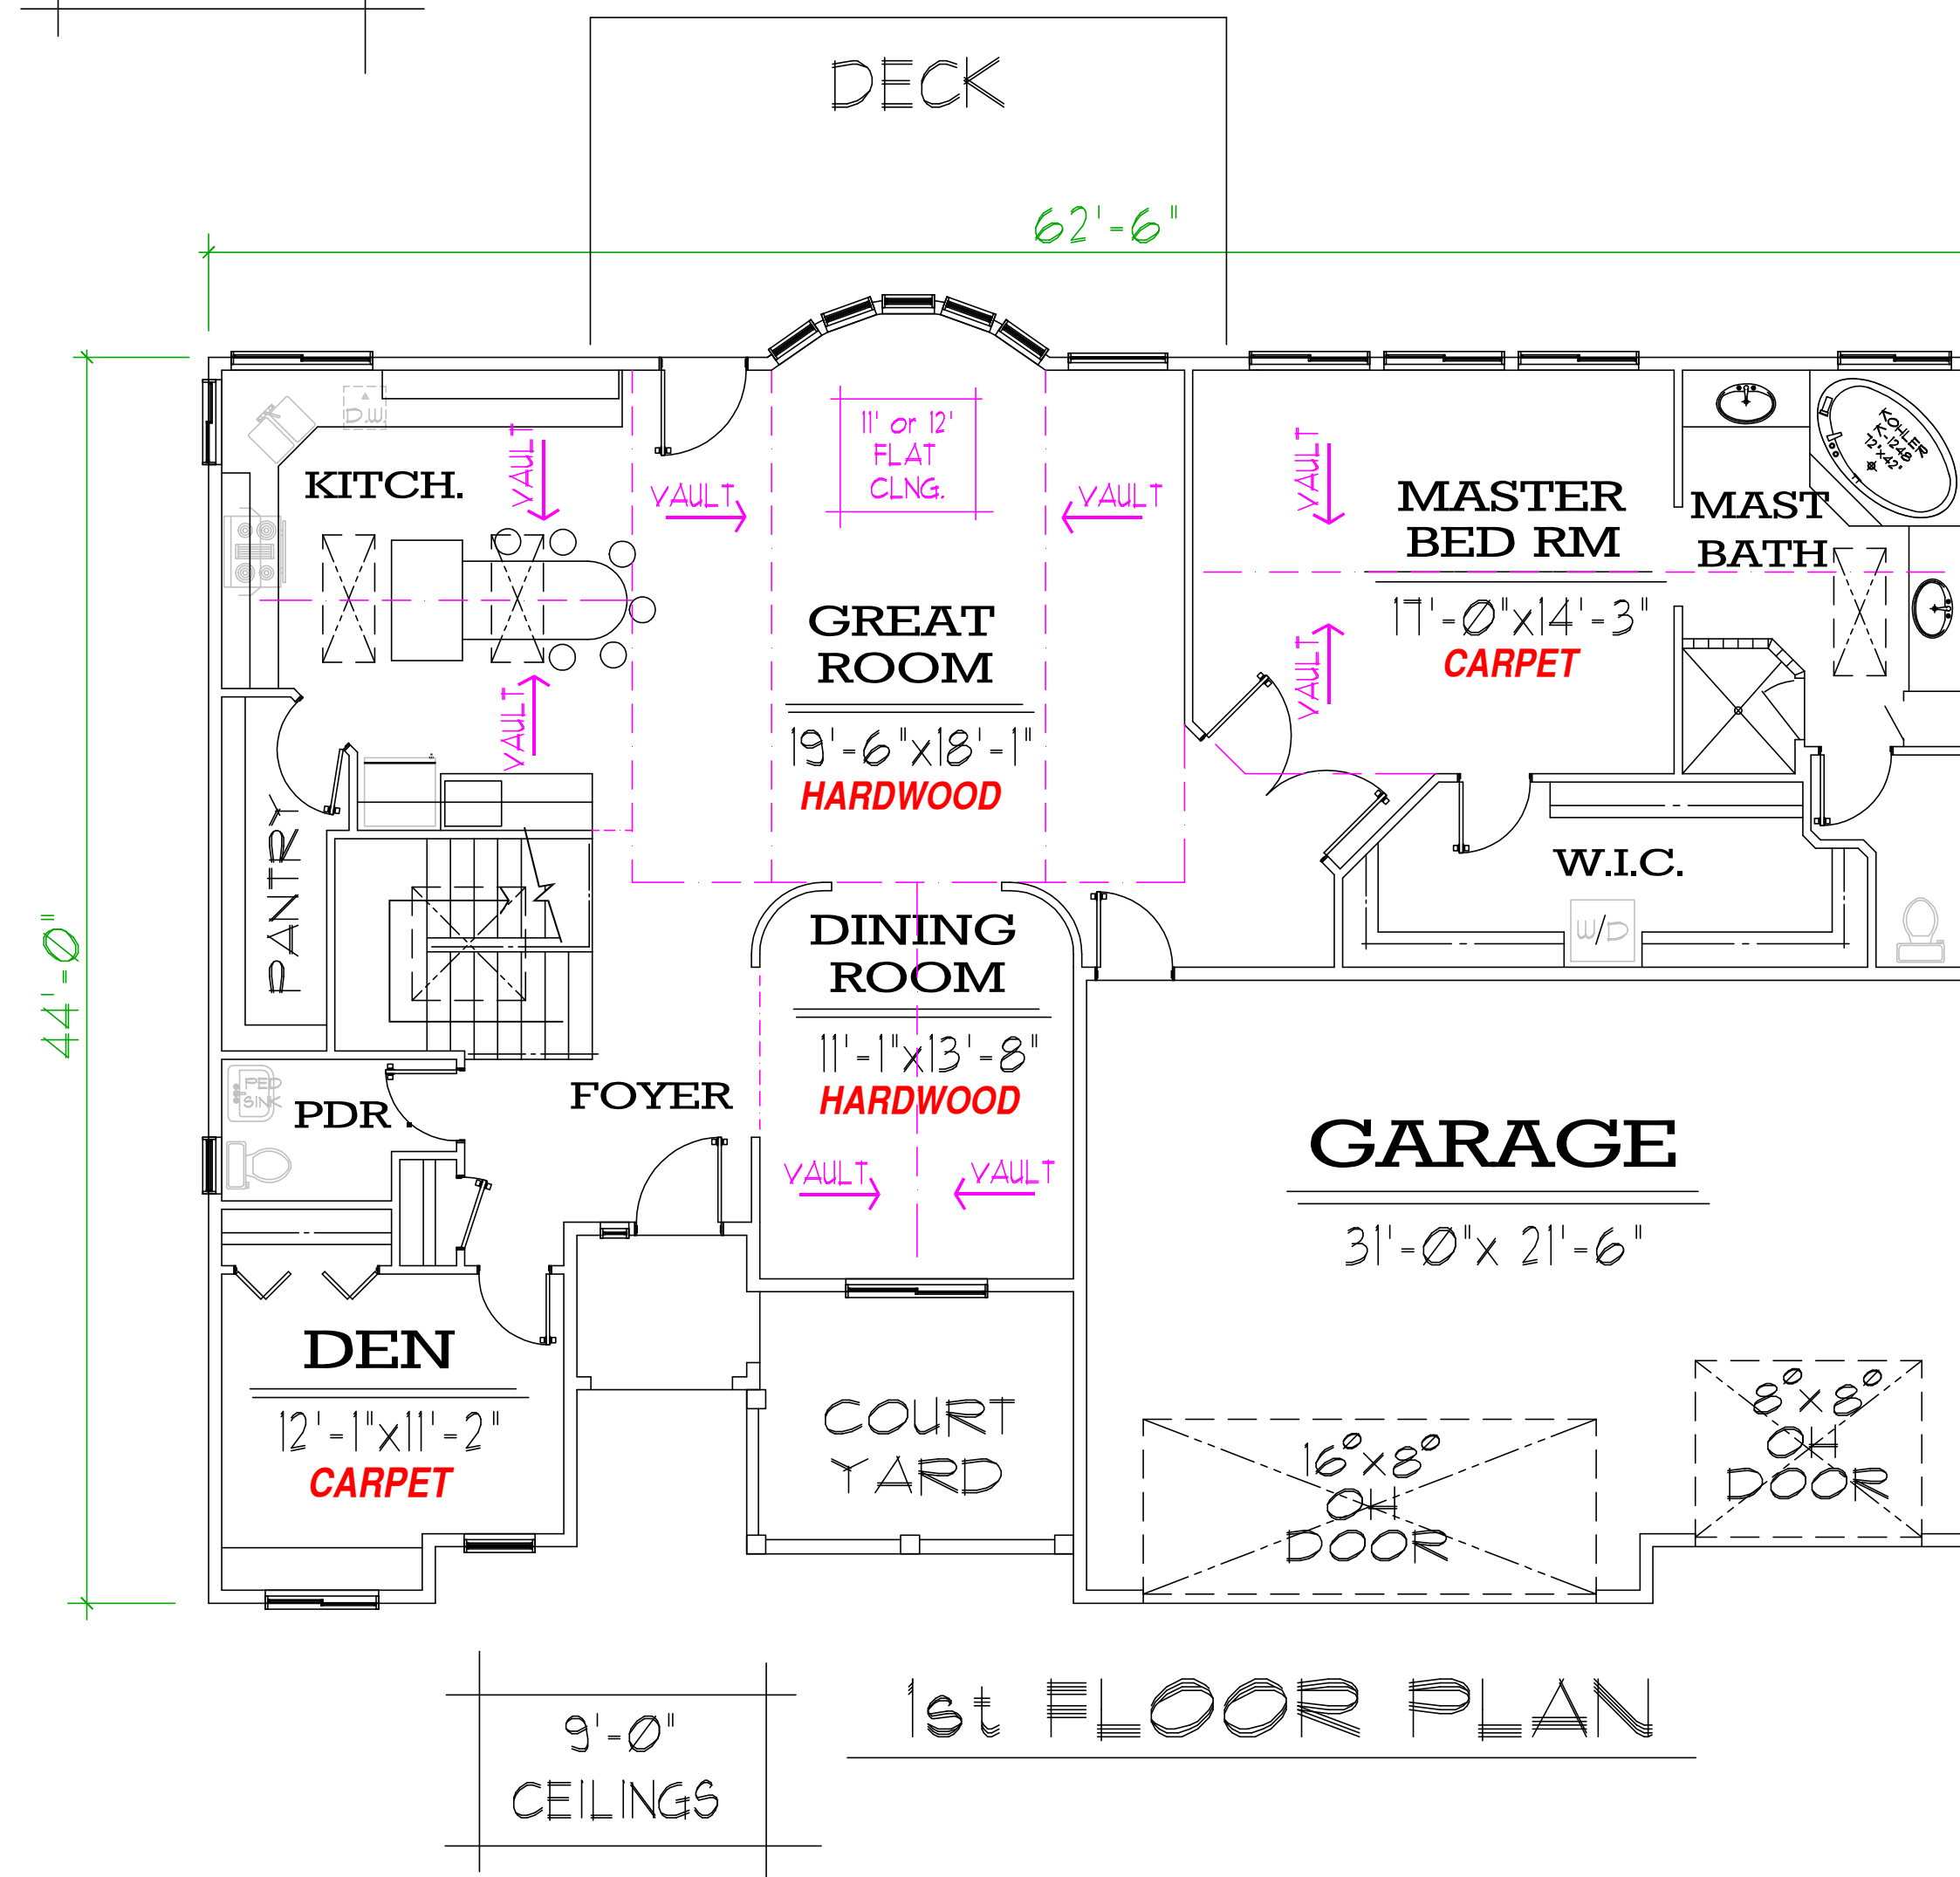 DECK
62'-6"
D.W.
KITCH.
VAULT
VAULT
11' or 12'
FLAT
CLNG.
VAULT
VAULT
VAULT
MASTER
BED RM
17'-0"x14'-3"
CARPET
VAULT
KOHLER
K-1248
72"x42"
MAST
BATH
GREAT
ROOM
19'-6"x18'-1"
HARDWOOD
VAULT
PANTRY
W.I.C.
W/D
44'-0"
DINING
ROOM
11'-1"x13'-8"
HARDWOOD
VAULT
VAULT
PED
SINK
PDR
FOYER
GARAGE
31'-0"x 21'-6"
DEN
12'-1"x11'-2"
CARPET
COURT
YARD
16⁰x8⁰
OH
DOOR
8⁰x8⁰
OH
DOOR
9'-0"
CEILINGS
1st FLOOR PLAN